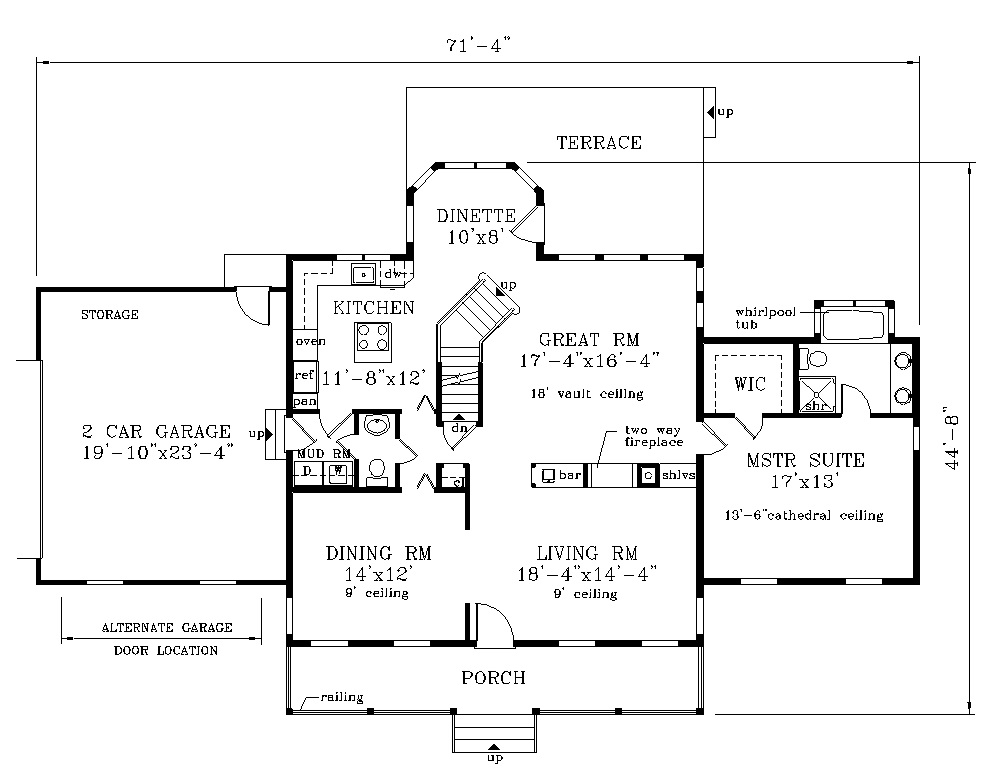 71'-4"
up
TERRACE
DINETTE
10'x8'
dw
up
KITCHEN
STORAGE
whirlpool
tub
oven
GREAT RM
17'-4"x16'-4"
ref
11'-8"x12'
18' vault ceiling
WIC
pan
shr
dn
up
2 CAR GARAGE
19'-10"x23'-4"
two way
fireplace
44'-8"
MUD RM
D
W
cl
bar
shlvs
MSTR SUITE
17'x13'
13'-6"cathedral ceiling
DINING RM
14'x12'
9' ceiling
LIVING RM
18'-4"x14'-4"
9' ceiling
ALTERNATE GARAGE
DOOR LOCATION
PORCH
railing
up